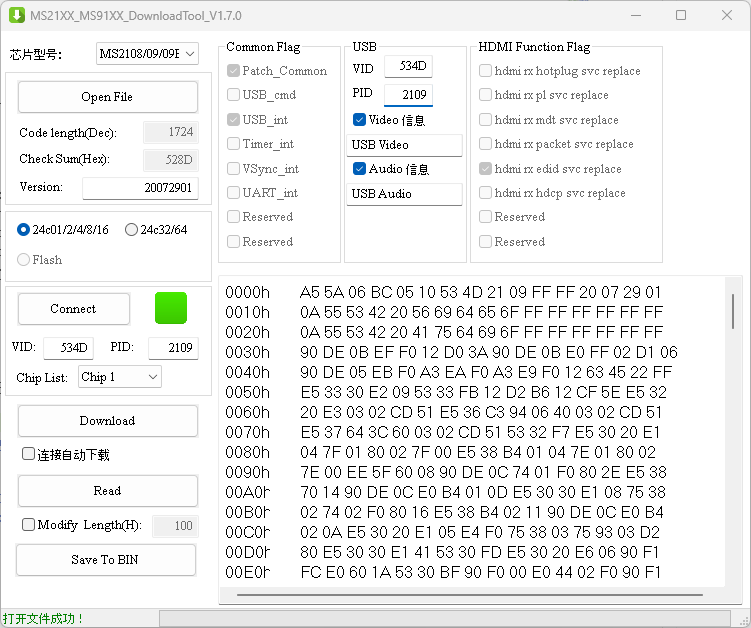 MS21XX_MS91XX_DownloadTool_V1.7.0
芯片型号:
MS2108/09/09E
Open File
Code length(Dec):
1724
Check Sum(Hex):
528D
Version:
20072901
24c01/2/4/8/16
24c32/64
Flash
Connect
VID:
534D
PID:
2109
Chip List:
Chip 1
Download
连接自动下载
Read
Modify Length(H):
100
Save To BIN
Common Flag
Patch_Common
USB_cmd
USB_int
Timer_int
VSync_int
UART_int
Reserved
Reserved
USB
VID
534D
PID
2109
Video 信息
USB Video
Audio 信息
USB Audio
HDMI Function Flag
hdmi rx hotplug svc replace
hdmi rx pl svc replace
hdmi rx mdt svc replace
hdmi rx packet svc replace
hdmi rx edid svc replace
hdmi rx hdcp svc replace
Reserved
Reserved
0000h A5 5A 06 BC 05 10 53 4D 21 09 FF FF 20 07 29 01
0010h 0A 55 53 42 20 56 69 64 65 6F FF FF FF FF FF FF
0020h 0A 55 53 42 20 41 75 64 69 6F FF FF FF FF FF FF
0030h 90 DE 0B EF F0 12 D0 3A 90 DE 0B E0 FF 02 D1 06
0040h 90 DE 05 EB F0 A3 EA F0 A3 E9 F0 12 63 45 22 FF
0050h E5 33 30 E2 09 53 33 FB 12 D2 B6 12 CF 5E E5 32
0060h 20 E3 03 02 CD 51 E5 36 C3 94 06 40 03 02 CD 51
0070h E5 37 64 3C 60 03 02 CD 51 53 32 F7 E5 30 20 E1
0080h 04 7F 01 80 02 7F 00 E5 38 B4 01 04 7E 01 80 02
0090h 7E 00 EE 5F 60 08 90 DE 0C 74 01 F0 80 2E E5 38
00A0h 70 14 90 DE 0C E0 B4 01 0D E5 30 30 E1 08 75 38
00B0h 02 74 02 F0 80 16 E5 38 B4 02 11 90 DE 0C E0 B4
00C0h 02 0A E5 30 20 E1 05 E4 F0 75 38 03 75 93 03 D2
00D0h 80 E5 30 30 E1 41 53 30 FD E5 30 20 E6 06 90 F1
00E0h FC E0 60 1A 53 30 BF 90 F0 00 E0 44 02 F0 90 F1
打开文件成功！